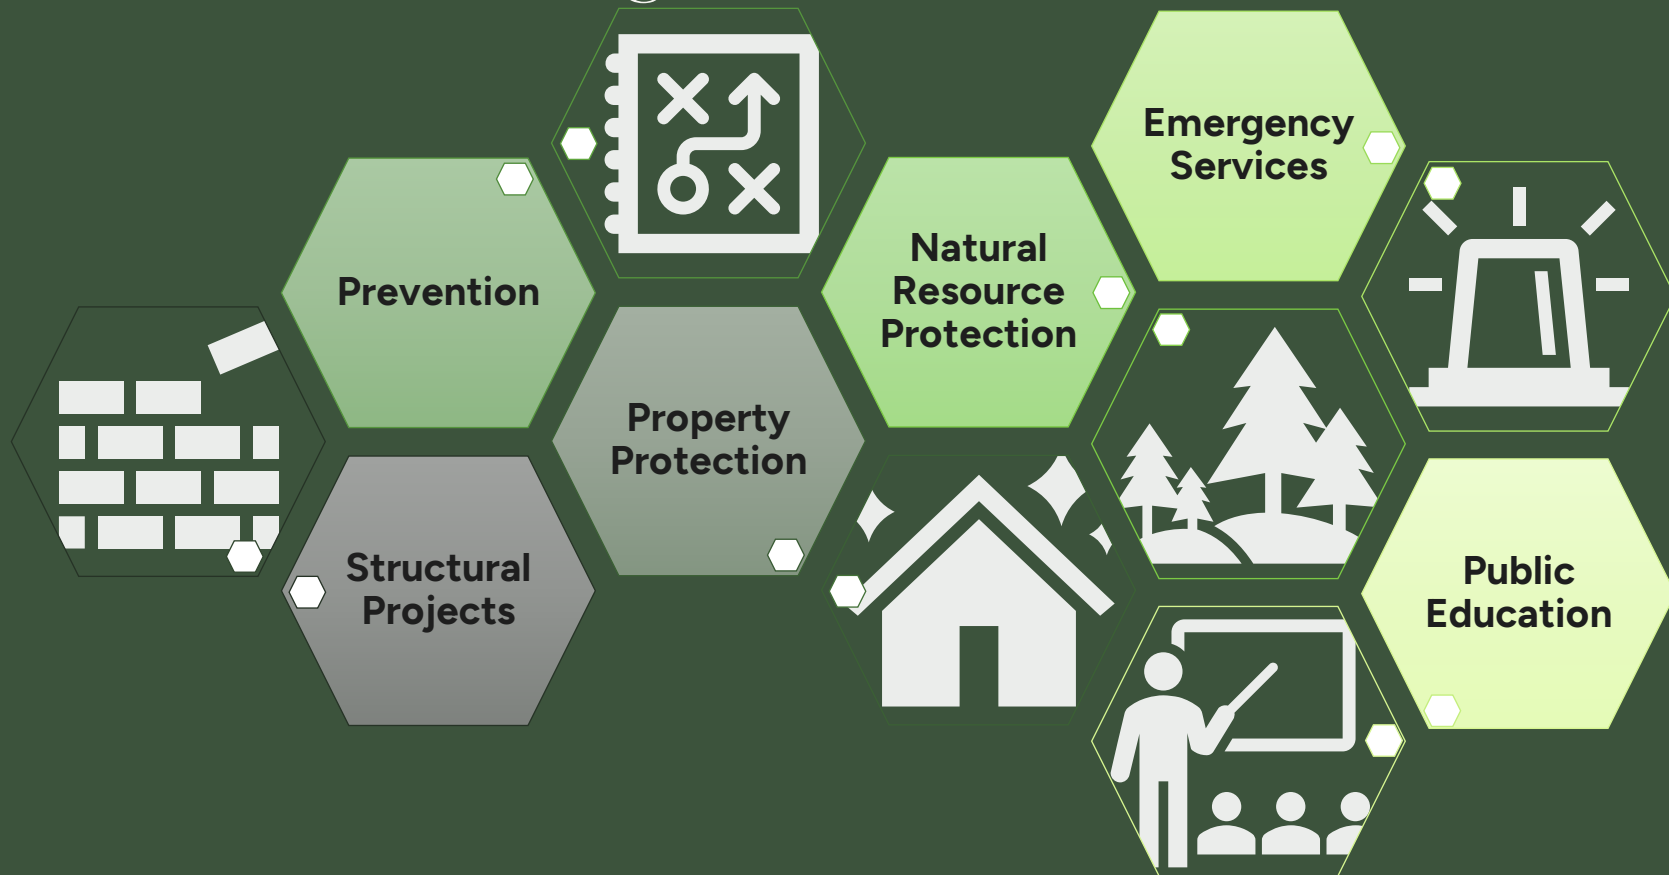 Emergency
Services
Prevention
Natural
Resource
Protection
Property
Protection
Structural
Projects
Public
Education